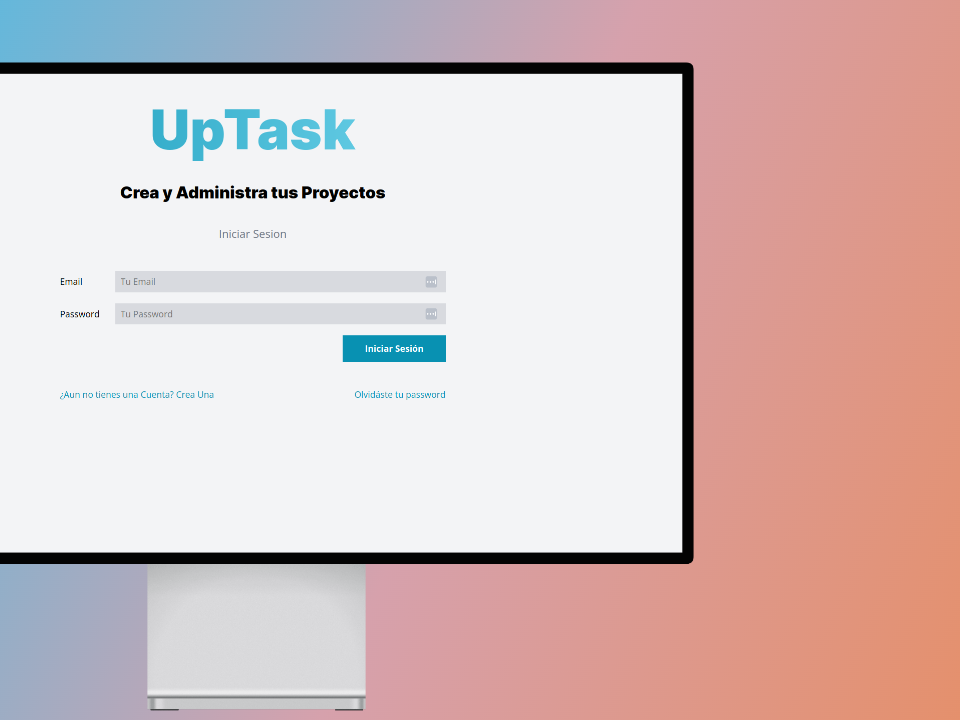 UpTask
Crea y Administra tus Proyectos
Iniciar Sesion
Email Tu Email
Password Tu Password
Iniciar Sesión
¿Aun no tienes una Cuenta? Crea Una Olvidáste tu password